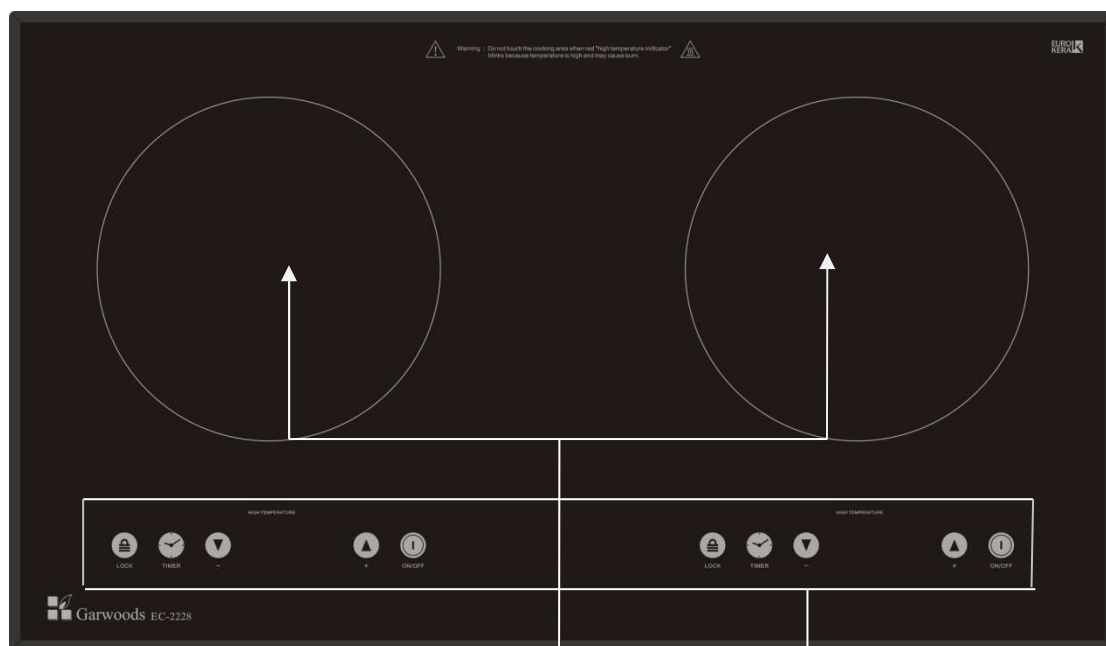 Warning : Do not touch the cooking area when red "high temperature indicator"
blinks because temperature is high and may cause burn.
EURO
KERA K
HIGH TEMPERATURE
HIGH TEMPERATURE
LOCK TIMER − + ON/OFF
LOCK TIMER − + ON/OFF
Garwoods EC-2228